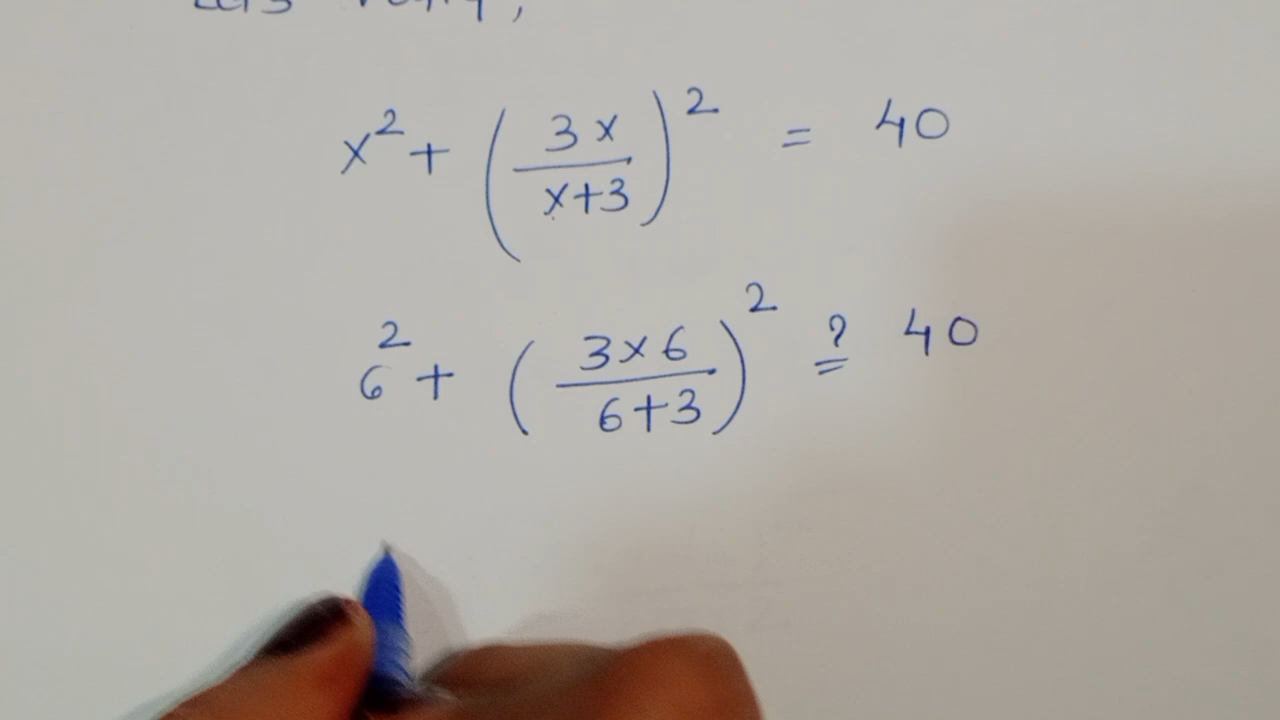 x² + (3x / x+3)² = 40
6² + (3×6 / 6+3)² ≟ 40